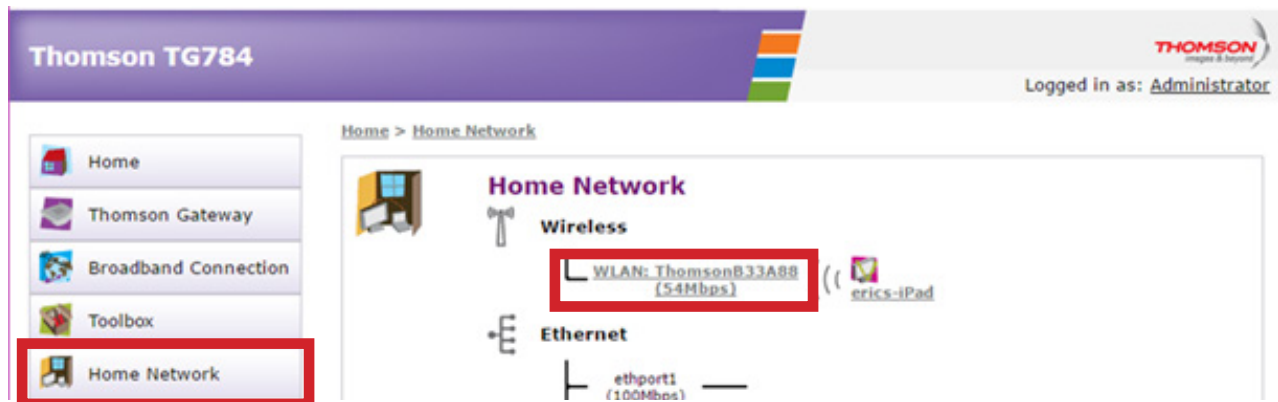 Thomson TG784
THOMSON
images & beyond
Logged in as: Administrator
Home > Home Network
Home
Thomson Gateway
Broadband Connection
Toolbox
Home Network
Home Network
Wireless
WLAN: ThomsonB33A88
(54Mbps)
erics-iPad
Ethernet
ethport1
(100Mbps)